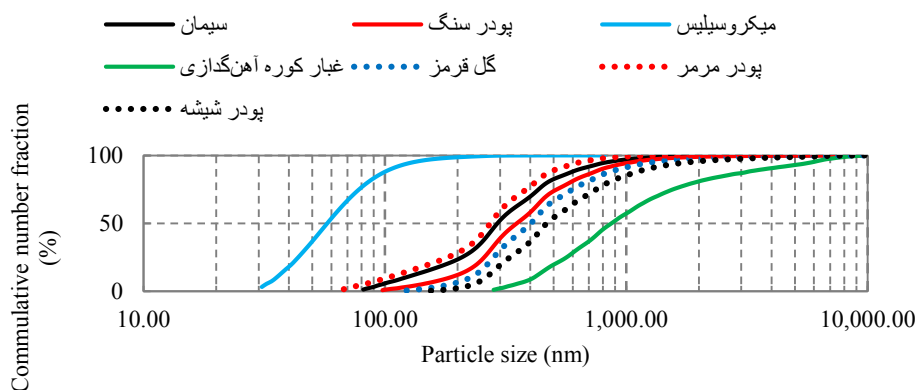 سیمان
پودر سنگ
میکروسیلیس
غبار کوره آهن‌گدازی
گل قرمز
پودر مرمر
پودر شیشه
Commulative number fraction
(%)
100
50
0
10.00 100.00 1,000.00 10,000.00
Particle size (nm)